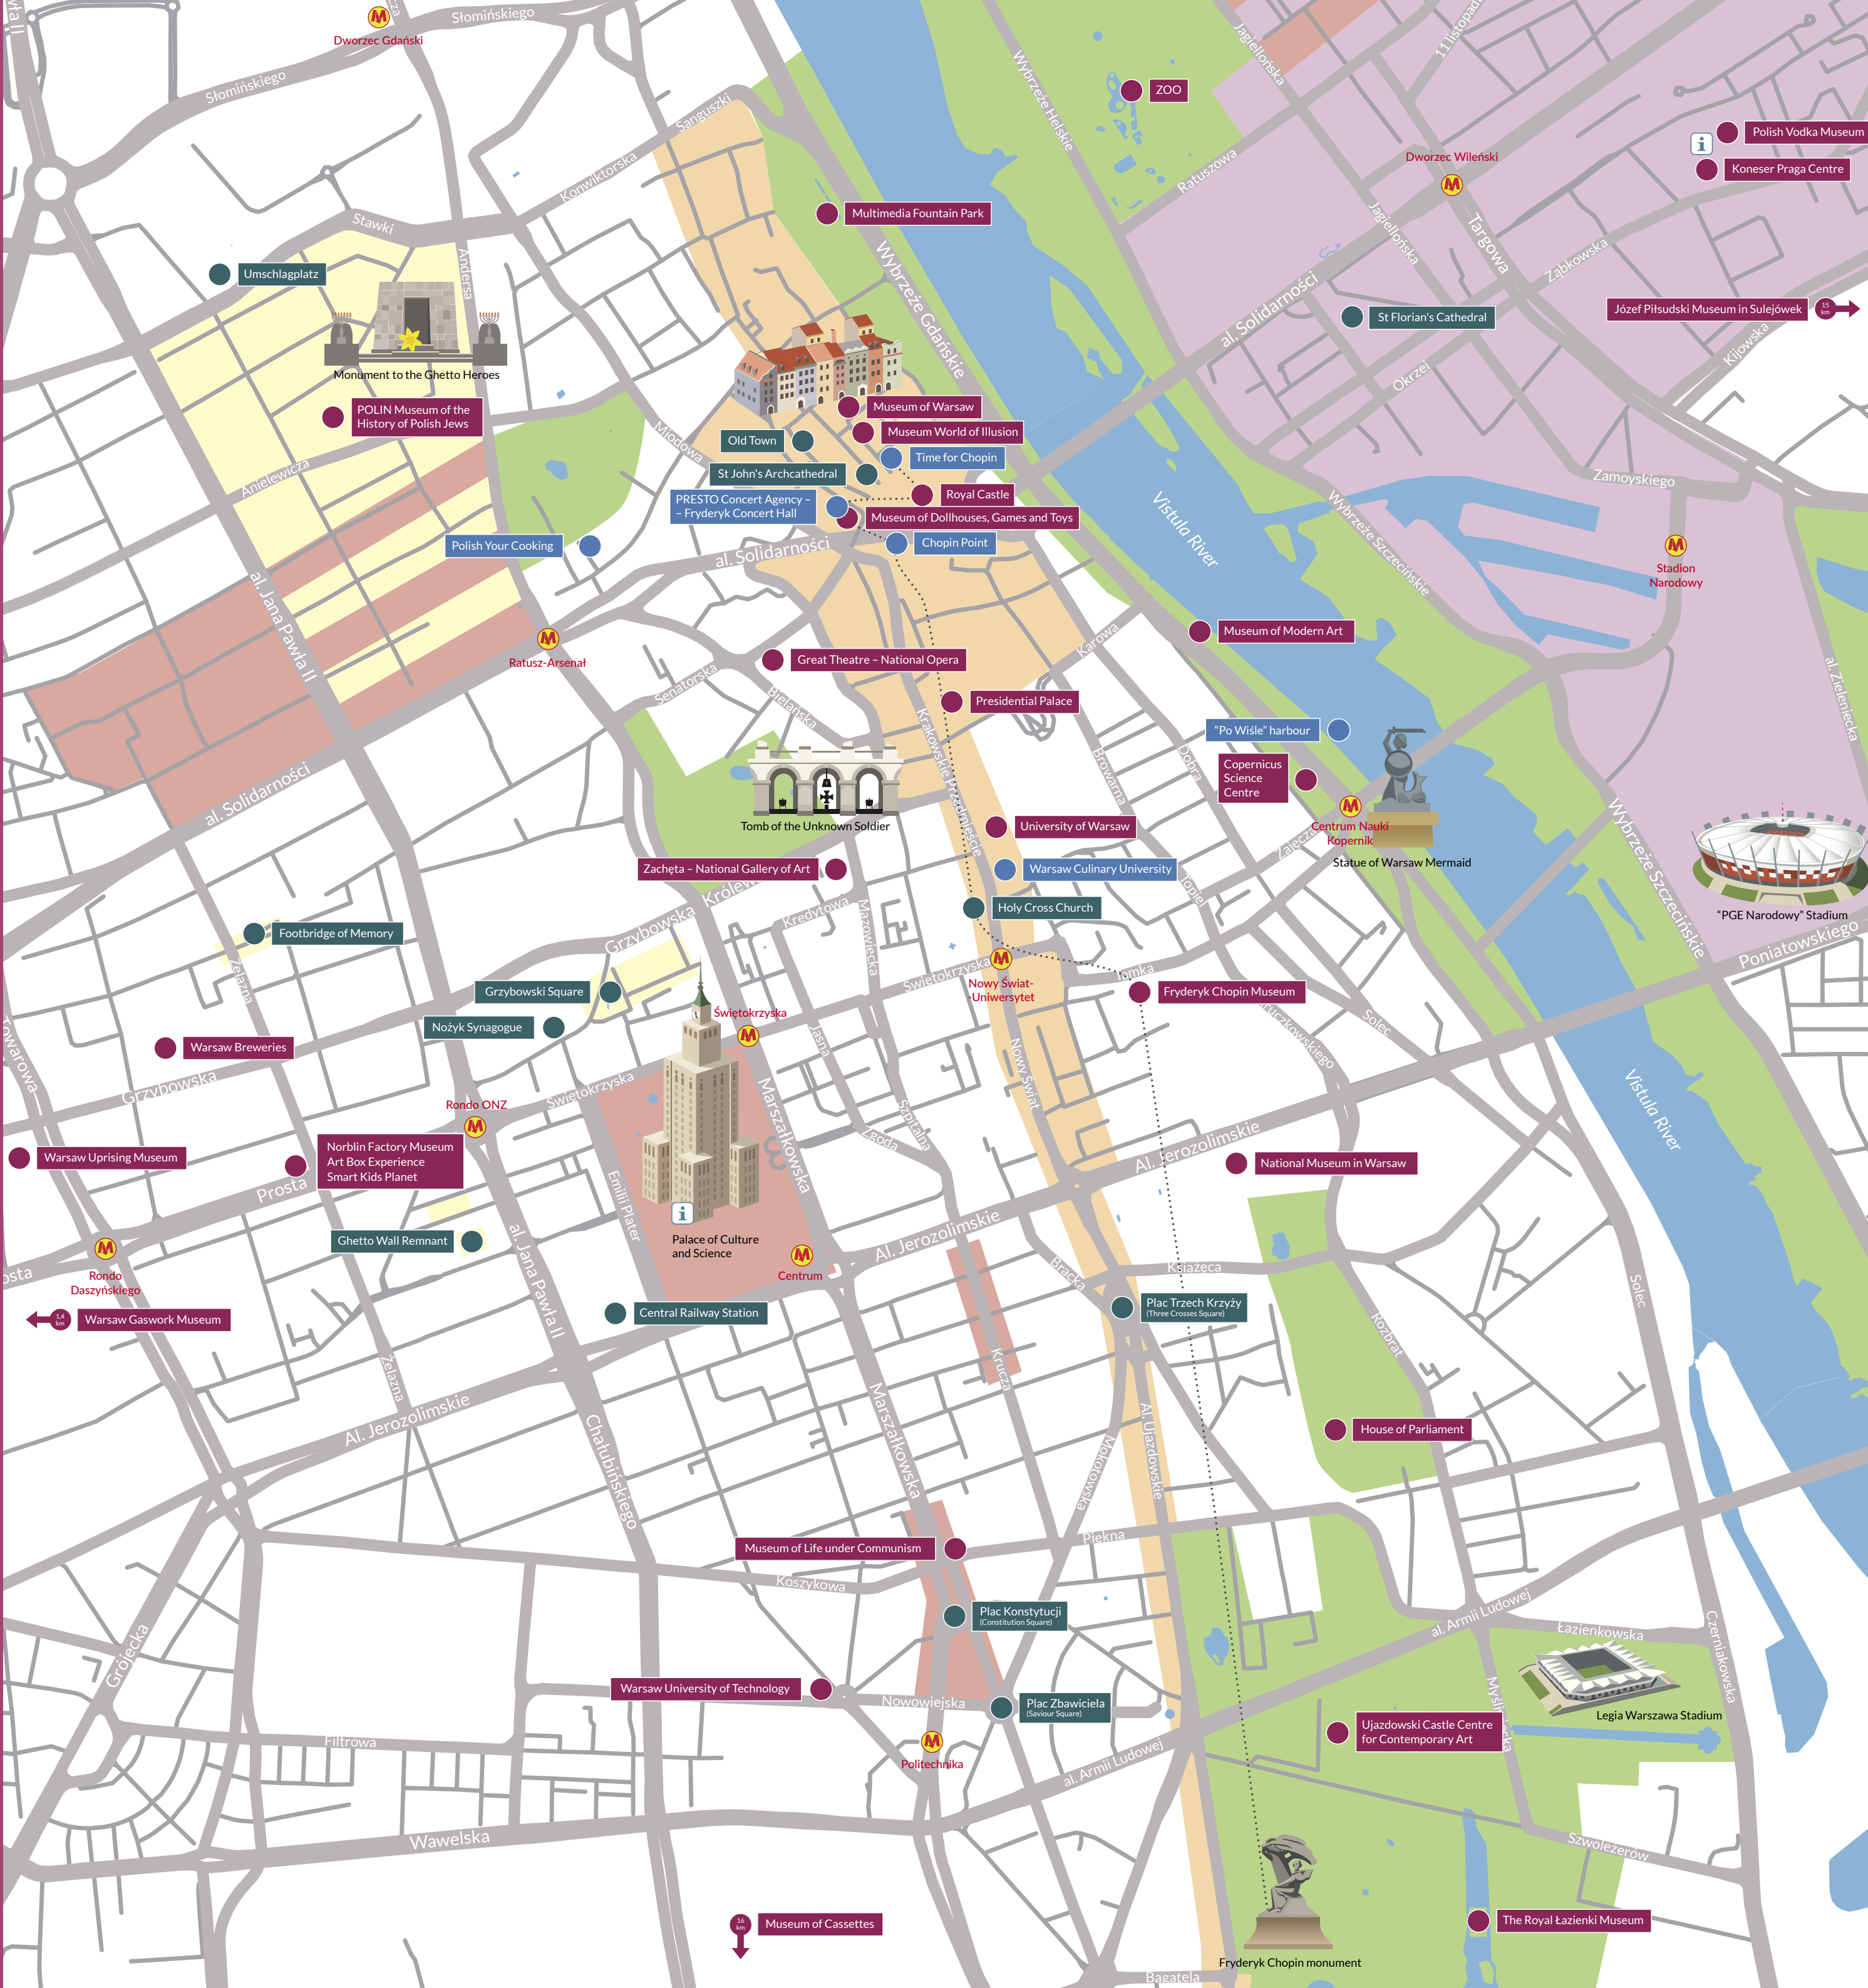 Dworzec Gdański
Słomińskiego
Słomińskiego
Sanguszki
Konwiktorska
Stawki
Andersa
Umschlagplatz
Monument to the Ghetto Heroes
POLIN Museum of the
History of Polish Jews
Anielewicza
al. Jana Pawła II
Multimedia Fountain Park
Wybrzeże Gdańskie
Wybrzeże Helskie
ZOO
Ratuszowa
Jagiellońska
11 listopada
Dworzec Wileński
Jagiellońska
Targowa
Ząbkowska
Polish Vodka Museum
i
Koneser Praga Centre
Józef Piłsudski Museum in Sulejówek
15
km
Kijowska
al. Solidarności
St Florian's Cathedral
Okrzei
Zamoyskiego
Wybrzeże Szczecińskie
Stadion
Narodowy
al. Zieleniecka
Miodowa
Museum of Warsaw
Museum World of Illusion
Old Town
Time for Chopin
St John's Archcathedral
Royal Castle
PRESTO Concert Agency –
– Fryderyk Concert Hall
Museum of Dollhouses, Games and Toys
Chopin Point
Polish Your Cooking
al. Solidarności
Vistula River
Ratusz-Arsenał
Senatorska
Bielańska
Great Theatre – National Opera
Karowa
Museum of Modern Art
Presidential Palace
Krakowskie Przedmieście
Browarna
Dobra
"Po Wiśle" harbour
Copernicus
Science
Centre
Centrum Nauki
Kopernik
Statue of Warsaw Mermaid
Wybrzeże Szczecińskie
"PGE Narodowy" Stadium
Poniatowskiego
al. Solidarności
Tomb of the Unknown Soldier
University of Warsaw
Zachęta – National Gallery of Art
Warsaw Culinary University
Topiel
Holy Cross Church
Kredytowa
Mazowiecka
Grzybowska
Footbridge of Memory
Żelazna
Grzybowski Square
Nożyk Synagogue
Świętokrzyska
Świętokrzyska
Nowy Świat-
-Uniwersytet
Tamka
Fryderyk Chopin Museum
Solec
Jasna
Nowy Świat
Towarowa
Warsaw Breweries
Grzybowska
Rondo ONZ
Świętokrzyska
Marszałkowska
Szpitalna
Zgoda
Al. Jerozolimskie
Vistula River
Warsaw Uprising Museum
Norblin Factory Museum
Art Box Experience
Smart Kids Planet
Prosta
Emilii Plater
i
Palace of Culture
and Science
National Museum in Warsaw
Ghetto Wall Remnant
al. Jana Pawła II
Centrum
Al. Jerozolimskie
Bracka
Książęca
Solec
Rondo
Daszyńskiego
1,4
km
Warsaw Gaswork Museum
Central Railway Station
Plac Trzech Krzyży
(Three Crosses Square)
Rozbrat
Żelazna
Krucza
Al. Jerozolimskie
Chałubińskiego
Marszałkowska
Mokotowska
Al. Ujazdowskie
House of Parliament
Museum of Life under Communism
Piękna
Koszykowa
Plac Konstytucji
(Constitution Square)
al. Armii Ludowej
Łazienkowska
Czerniakowska
Grójecka
Warsaw University of Technology
Nowowiejska
Plac Zbawiciela
(Saviour Square)
Legia Warszawa Stadium
Ujazdowski Castle Centre
for Contemporary Art
Filtrowa
Politechnika
al. Armii Ludowej
Wawelska
Szwoleżerów
16
km
Museum of Cassettes
The Royal Łazienki Museum
Fryderyk Chopin monument
Bagatela